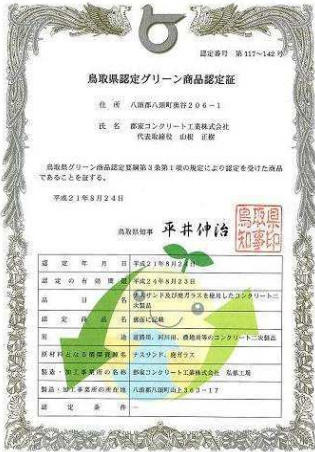 認定番号 第117～142号
鳥取県認定グリーン商品認定証
住所 八頭郡八頭町奥谷206－1
氏名 郡家コンクリート工業株式会社
代表取締役 山根 正樹
鳥取県グリーン商品認定要綱第3条第1項の規定により認定を受けた商品
であることを証する。
平成21年8月24日
鳥取県知事 平井伸治
鳥取県知事印
認定年月日 平成21年8月24日
認定の有効期間 平成24年8月23日
品目名 及び廃ガラスを使用したコンクリート二
次製品
認定商品名 裏面に記載
用途 道路用、河川用、農地用等のコンクリート二次製品
原材料となる循環資源名 ナスサンド、廃ガラス
製造・加工事業所の名称 郡家コンクリート工業株式会社 私都工場
製造・加工事業所の所在地 八頭郡八頭町山上363－17
認定条件 －